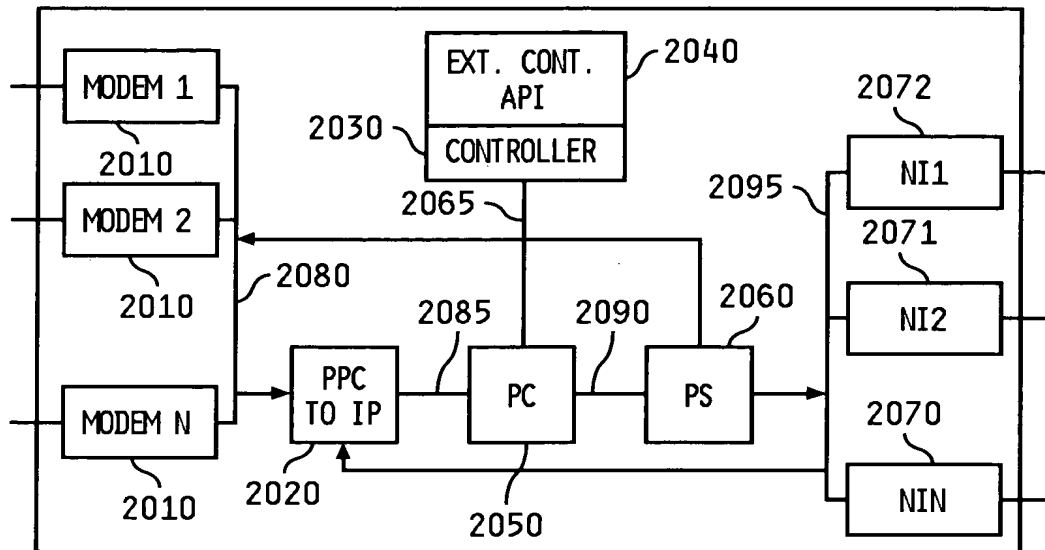 MODEM 1
2010
MODEM 2
2010
2080
MODEM N
2010
EXT. CONT.
API
2040
2030
CONTROLLER
2065
2085
2090
2060
PPC
TO IP
2020
PC
2050
PS
2095
2072
NI1
2071
NI2
2070
NIN